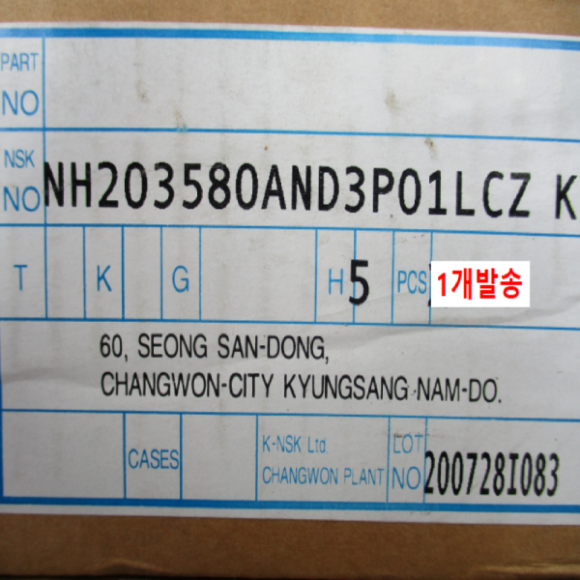 PART
NO
NSK
NO NH203580AND3P01LCZ K
T K G H 5 PCS 1개발송
60, SEONG SAN-DONG,
CHANGWON-CITY KYUNGSANG NAM-DO.
CASES
K-NSK Ltd.
CHANGWON PLANT
LOT
NO 200728I083